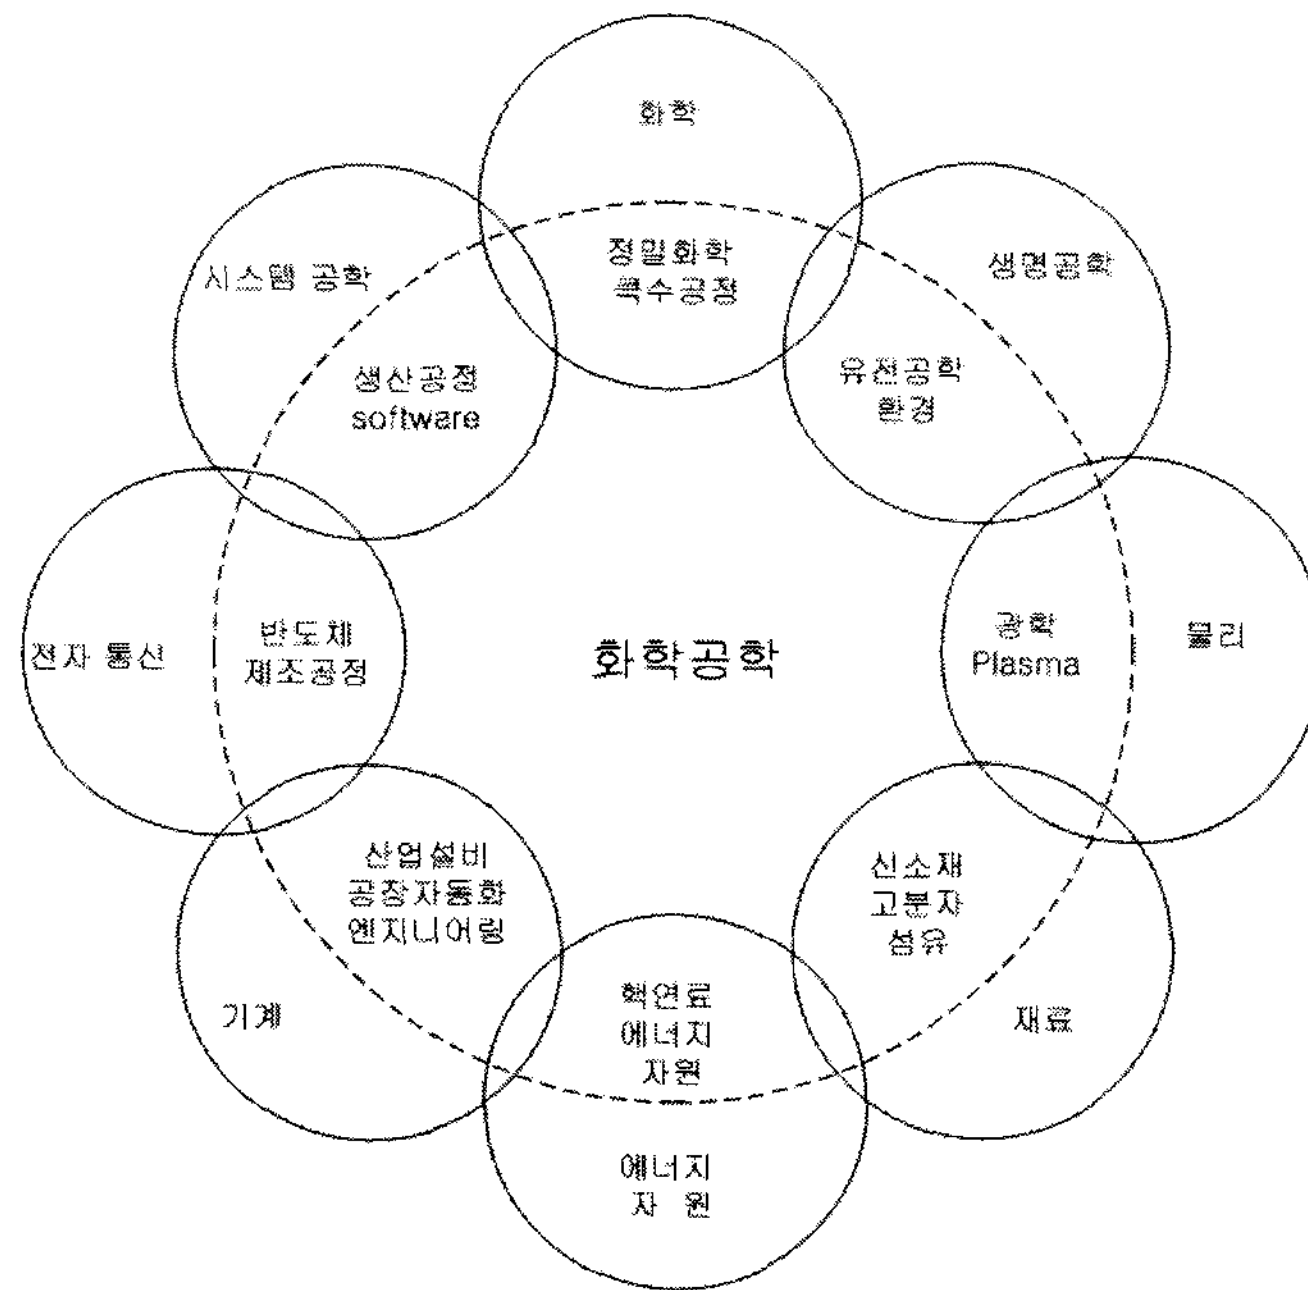 화학
정밀화학
특수공정
시스템 공학
생명공학
생산공정
software
유전공학
환경
전자 통신
반도체
제조공정
화학공학
광학
Plasma
물리
산업설비
공장자동화
엔지니어링
신소재
고분자
섬유
기계
핵연료
에너지
자원
재료
에너지
자 원